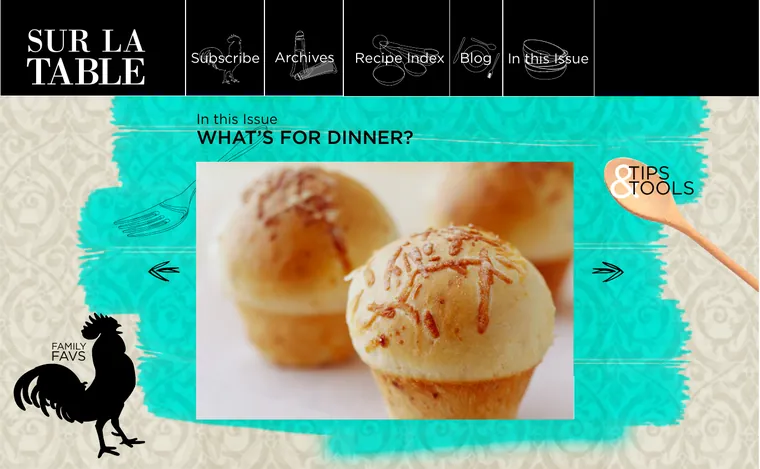 SUR LA
TABLE
Subscribe
Archives
Recipe Index
Blog
In this Issue
In this Issue
WHAT'S FOR DINNER?
& TIPS
TOOLS
FAMILY
FAVS